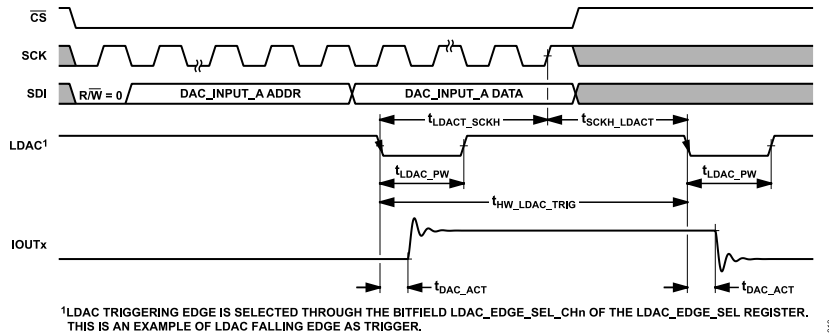 CS
SCK
SDI R/W = 0 DAC_INPUT_A ADDR DAC_INPUT_A DATA
tLDACT_SCKH tSCKH_LDACT
LDAC1
tLDAC_PW tLDAC_PW
tHW_LDAC_TRIG
IOUTx
tDAC_ACT tDAC_ACT
1LDAC TRIGGERING EDGE IS SELECTED THROUGH THE BITFIELD LDAC_EDGE_SEL_CHn OF THE LDAC_EDGE_SEL REGISTER.
THIS IS AN EXAMPLE OF LDAC FALLING EDGE AS TRIGGER.